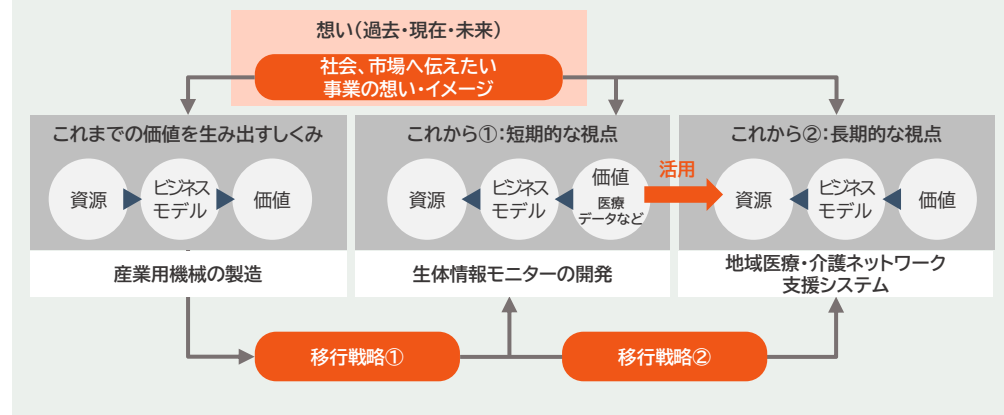 想い（過去・現在・未来）
社会、市場へ伝えたい
事業の想い・イメージ
これまでの価値を生み出すしくみ
資源
ビジネス
モデル
価値
産業用機械の製造
これから①：短期的な視点
資源
ビジネス
モデル
価値
医療
データなど
生体情報モニターの開発
活用
これから②：長期的な視点
資源
ビジネス
モデル
価値
地域医療・介護ネットワーク
支援システム
移行戦略①
移行戦略②